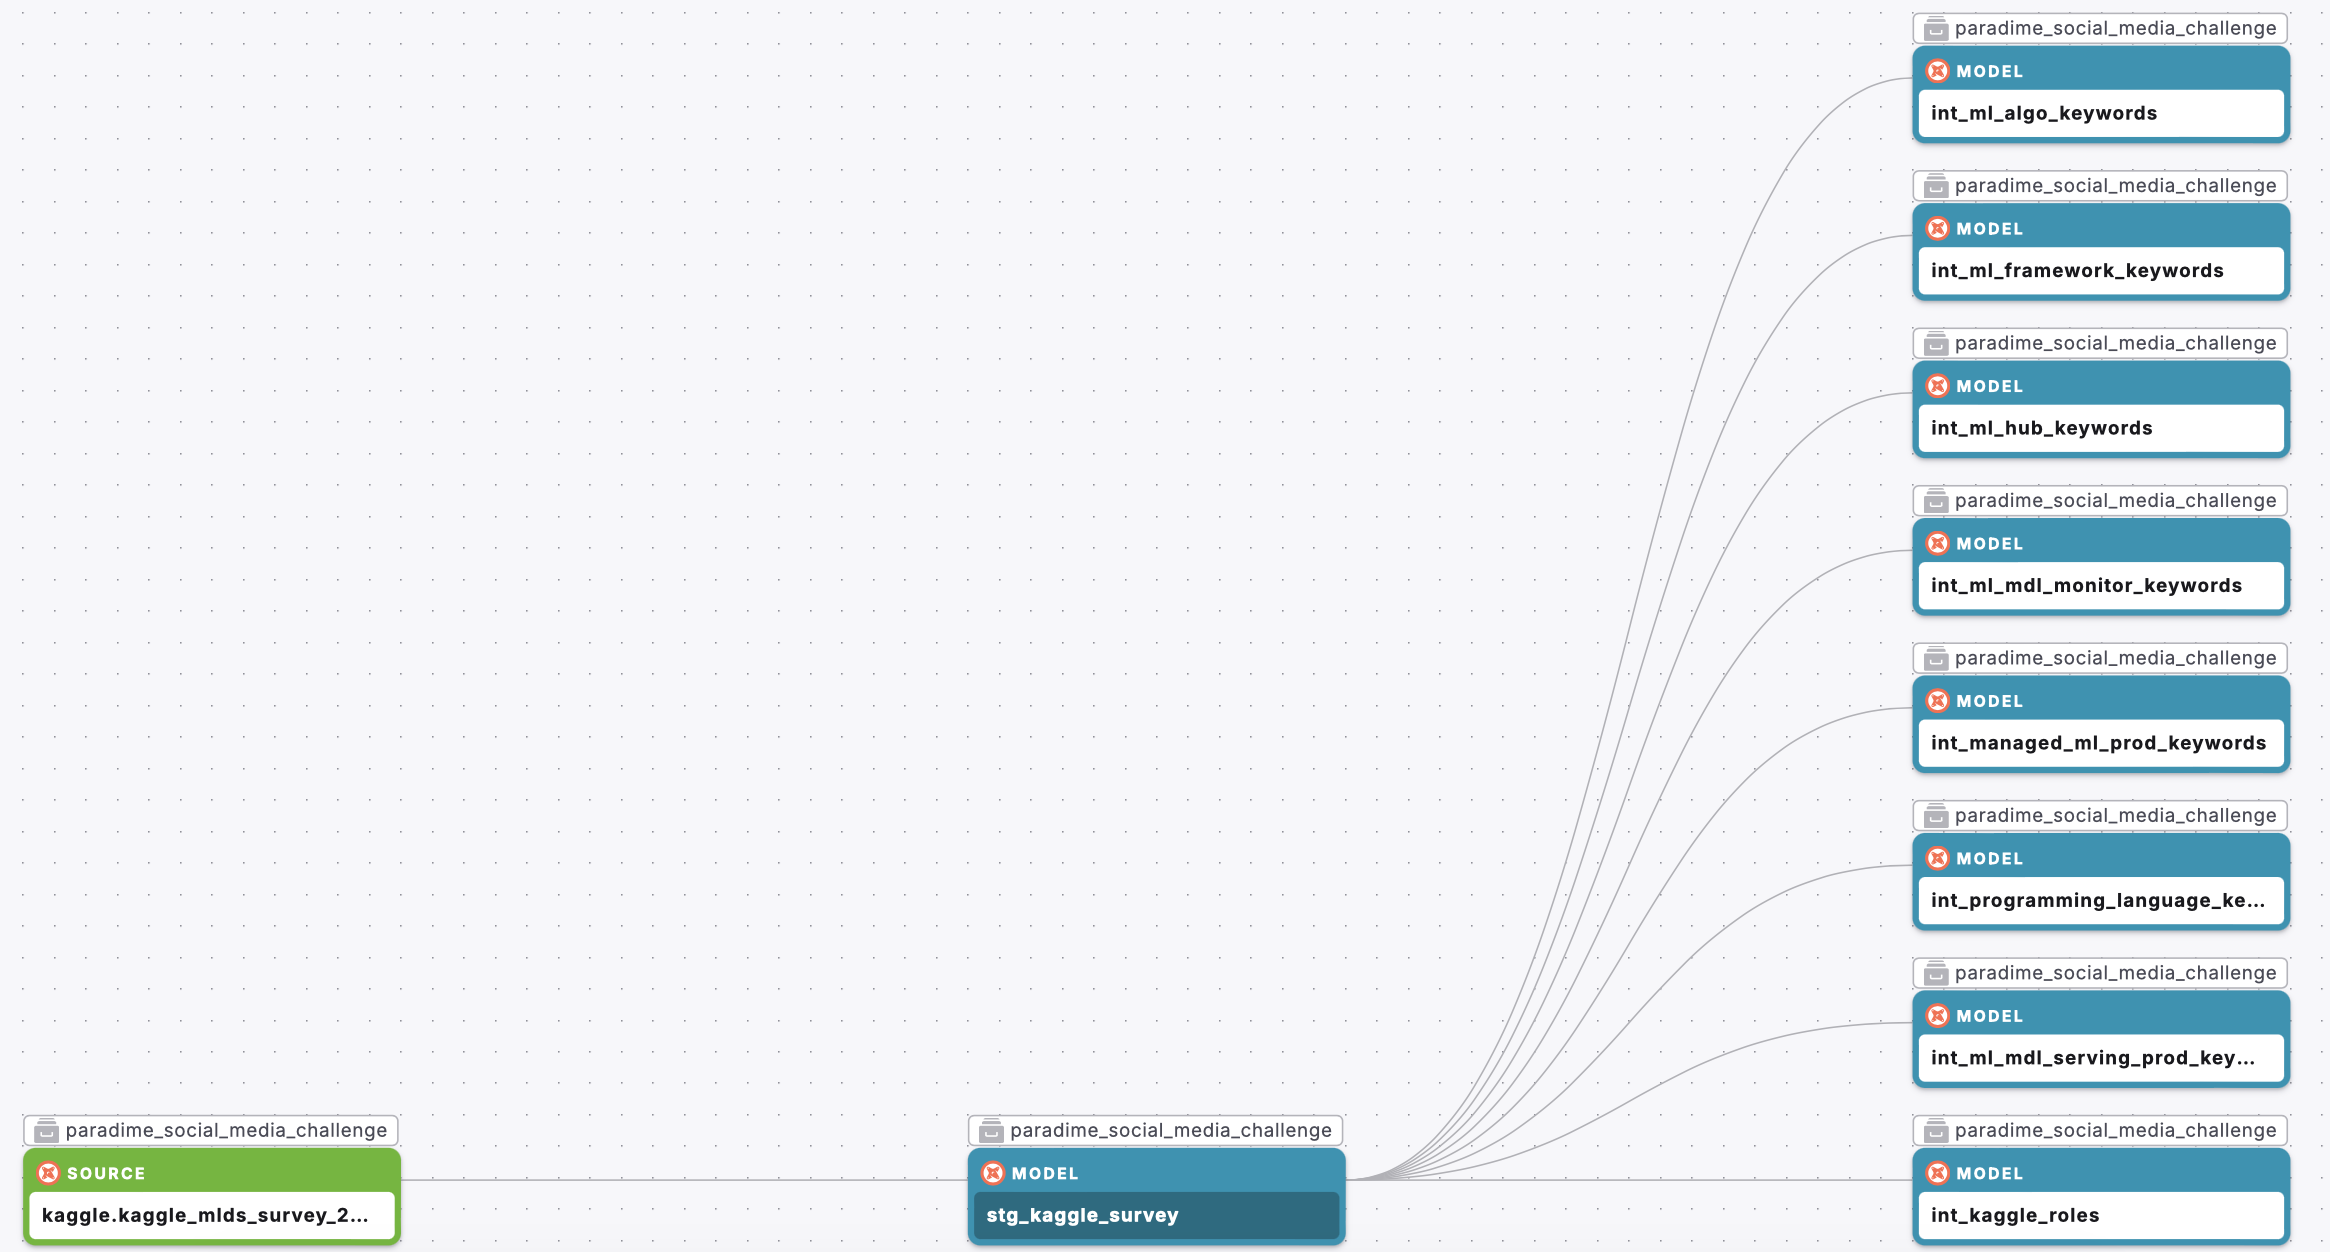 paradime_social_media_challenge
MODEL
int_ml_algo_keywords
paradime_social_media_challenge
MODEL
int_ml_framework_keywords
paradime_social_media_challenge
MODEL
int_ml_hub_keywords
paradime_social_media_challenge
MODEL
int_ml_mdl_monitor_keywords
paradime_social_media_challenge
MODEL
int_managed_ml_prod_keywords
paradime_social_media_challenge
MODEL
int_programming_language_ke...
paradime_social_media_challenge
MODEL
int_ml_mdl_serving_prod_key...
paradime_social_media_challenge
SOURCE
kaggle.kaggle_mlds_survey_2...
paradime_social_media_challenge
MODEL
stg_kaggle_survey
paradime_social_media_challenge
MODEL
int_kaggle_roles